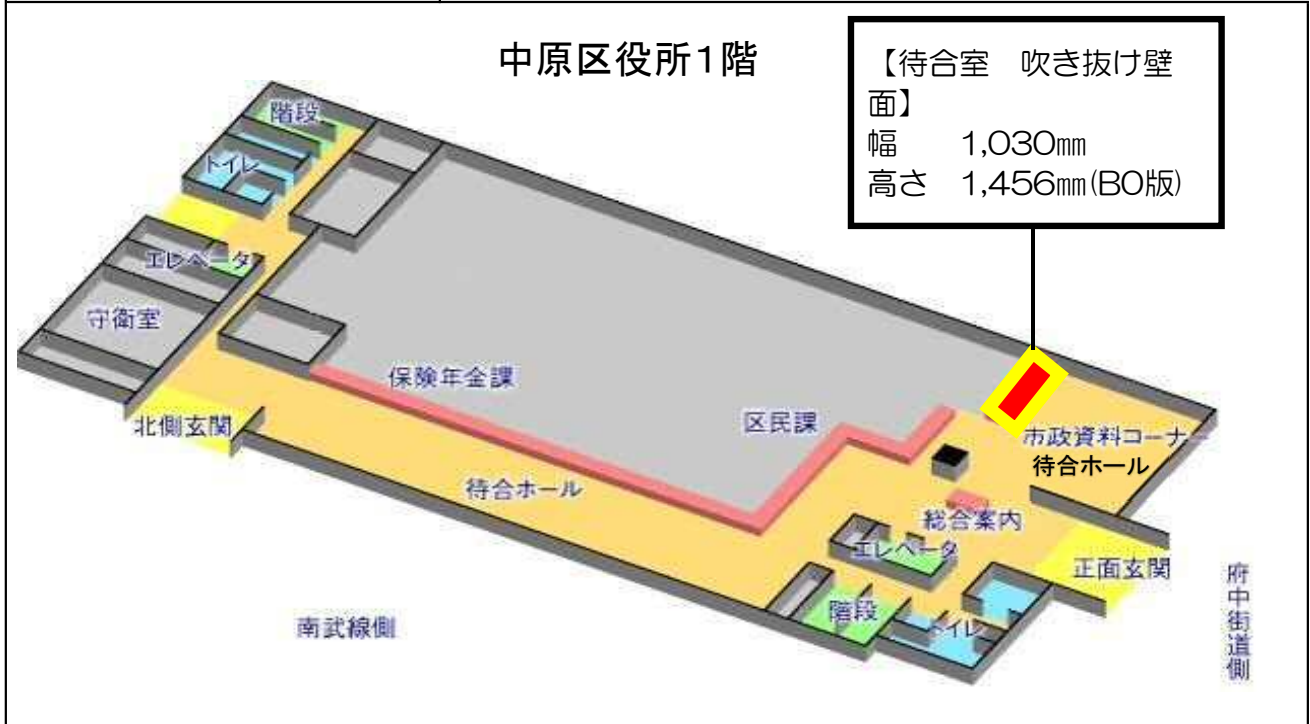 中原区役所1階
【待合室　吹き抜け壁
面】
幅　　1,030㎜
高さ　1,456㎜(B0版)
階段
トイレ
エレベータ
守衛室
保険年金課
北側玄関
区民課
市政資料コーナー
待合ホール
待合ホール
総合案内
エレベータ
正面玄関
階段
トイレ
南武線側
府中街道側